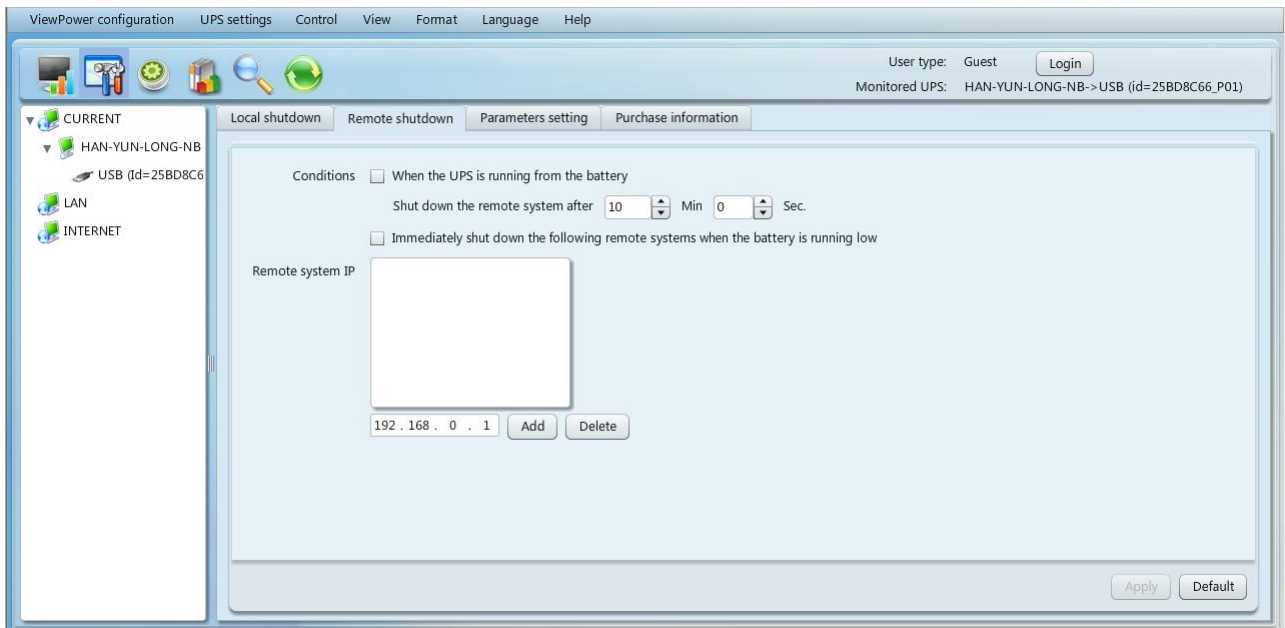 ViewPower configuration UPS settings Control View Format Language Help
User type: Guest Login
Monitored UPS: HAN-YUN-LONG-NB->USB (id=25BD8C66_P01)
CURRENT
HAN-YUN-LONG-NB
USB (Id=25BD8C6
LAN
INTERNET
Local shutdown Remote shutdown Parameters setting Purchase information
Conditions When the UPS is running from the battery
Shut down the remote system after 10 Min 0 Sec.
Immediately shut down the following remote systems when the battery is running low
Remote system IP
192 . 168 . 0 . 1 Add Delete
Apply Default